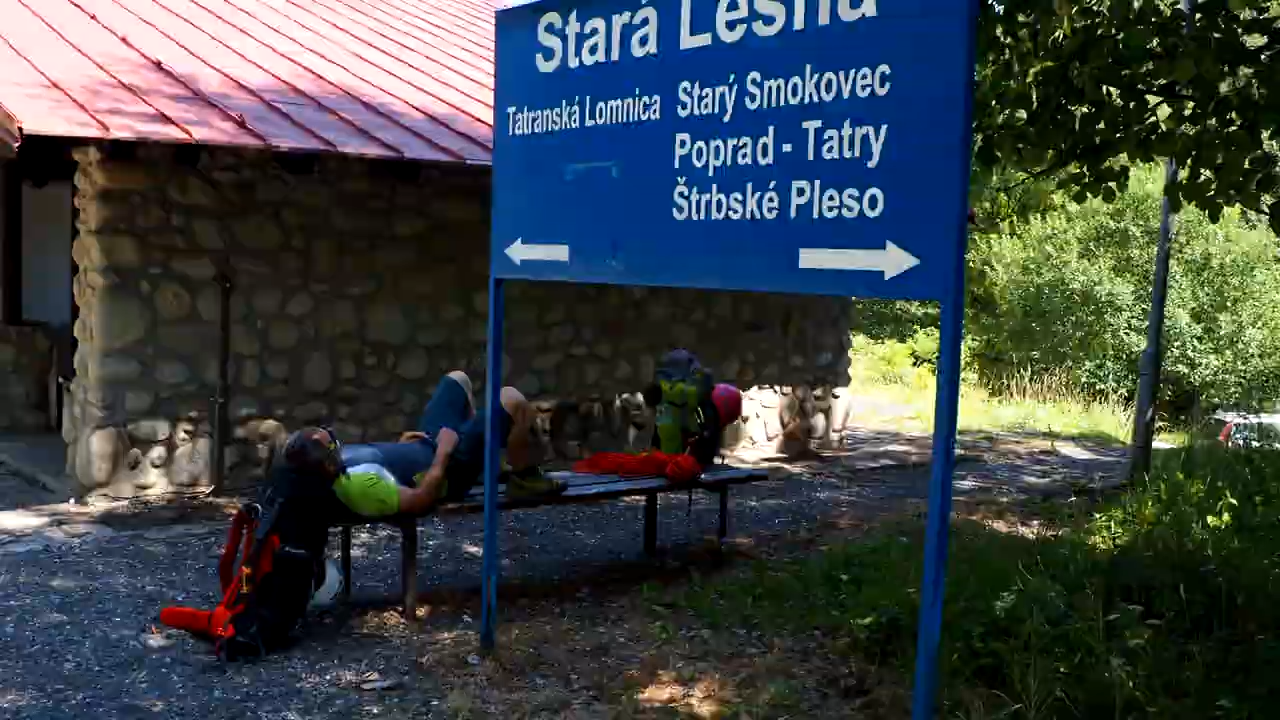 Stará Lesná
Tatranská Lomnica
Starý Smokovec
Poprad - Tatry
Štrbské Pleso